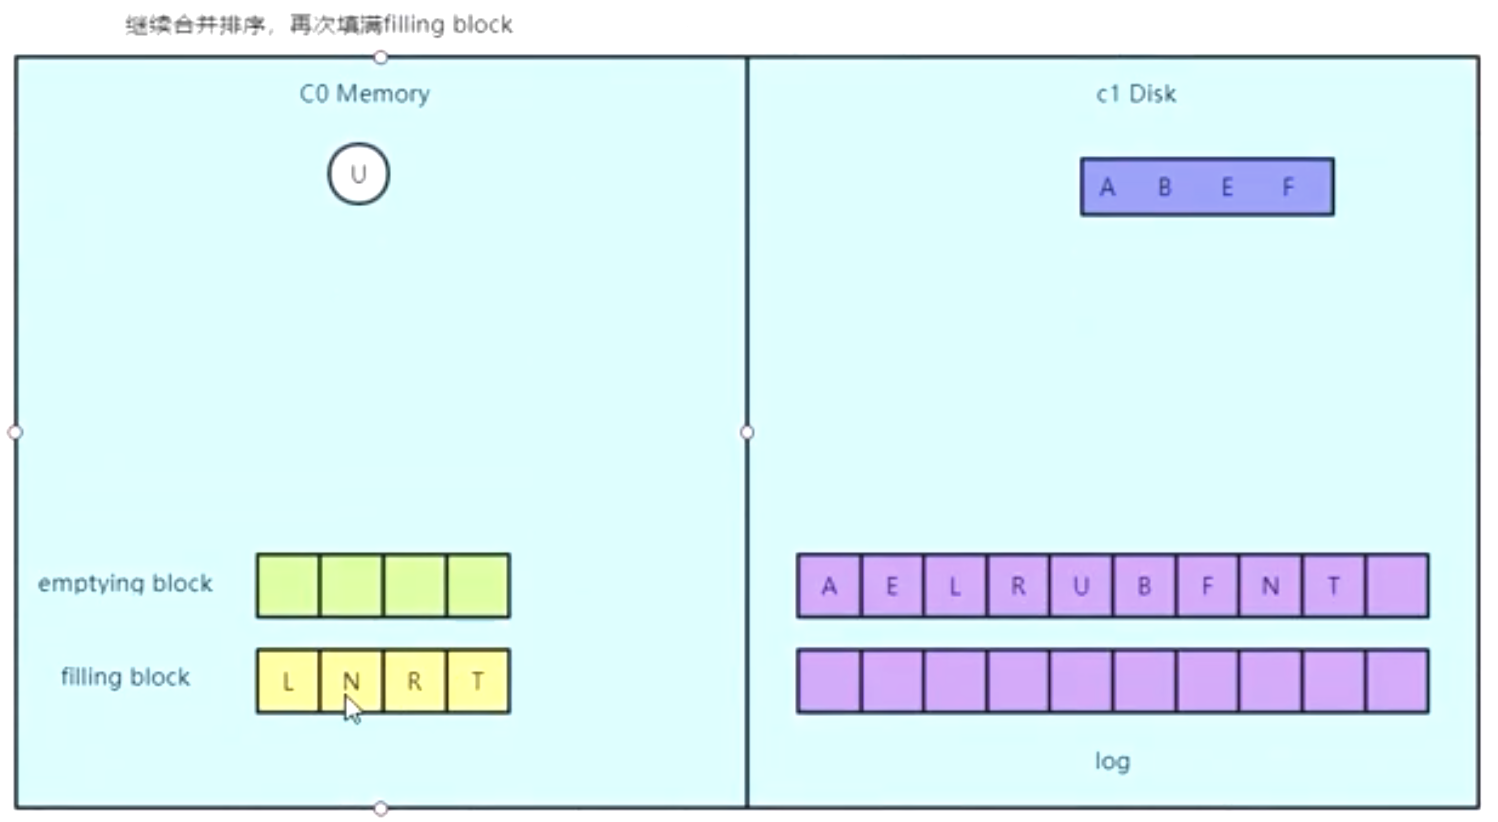 继续合并排序，再次填满filling block
C0 Memory
c1 Disk
U
A B E F
emptying block
A E L R U B F N T
filling block
L N R T
log